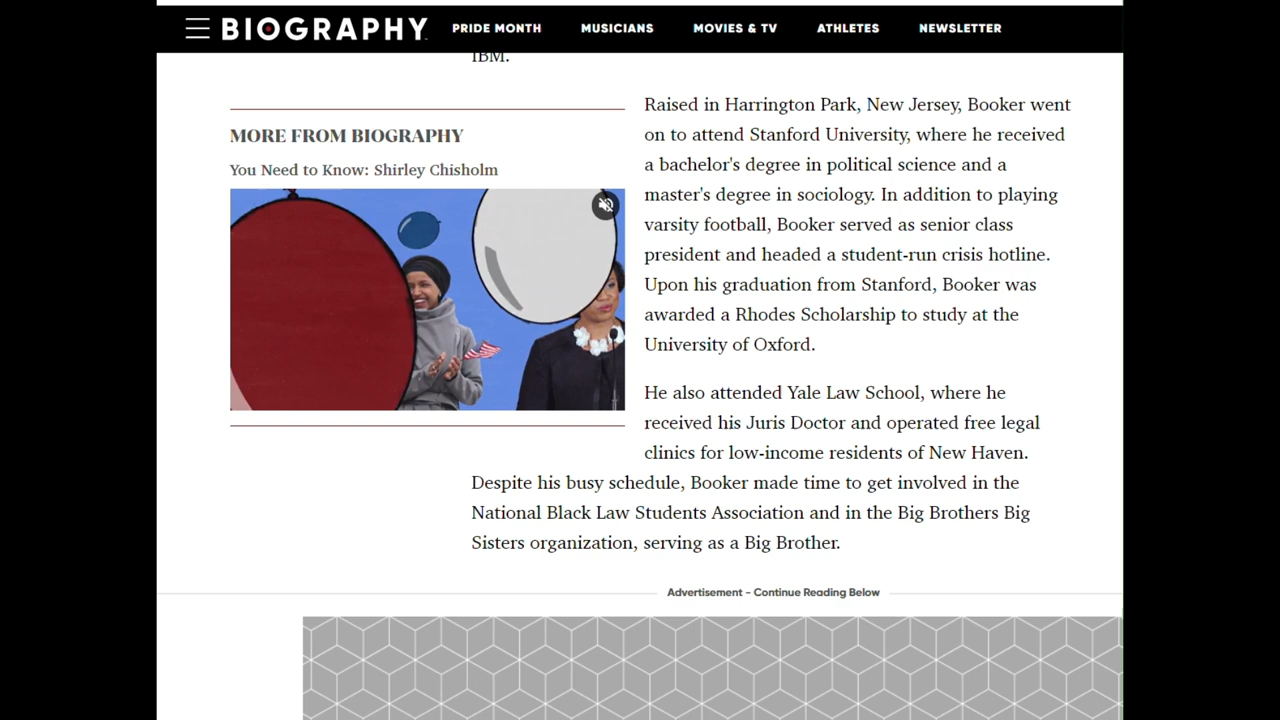 BIOGRAPHY
PRIDE MONTH
MUSICIANS
MOVIES & TV
ATHLETES
NEWSLETTER
IBM.
MORE FROM BIOGRAPHY
You Need to Know: Shirley Chisholm
Raised in Harrington Park, New Jersey, Booker went
on to attend Stanford University, where he received
a bachelor's degree in political science and a
master's degree in sociology. In addition to playing
varsity football, Booker served as senior class
president and headed a student-run crisis hotline.
Upon his graduation from Stanford, Booker was
awarded a Rhodes Scholarship to study at the
University of Oxford.
He also attended Yale Law School, where he
received his Juris Doctor and operated free legal
clinics for low-income residents of New Haven.
Despite his busy schedule, Booker made time to get involved in the
National Black Law Students Association and in the Big Brothers Big
Sisters organization, serving as a Big Brother.
Advertisement – Continue Reading Below